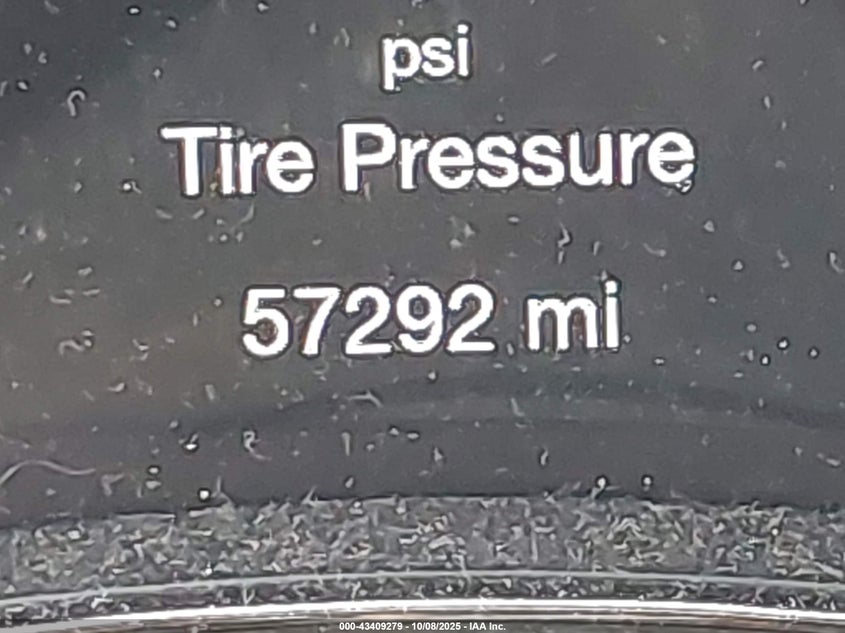 psi
Tire Pressure
57292 mi
000-43409279 - 10/08/2025 - IAA Inc.